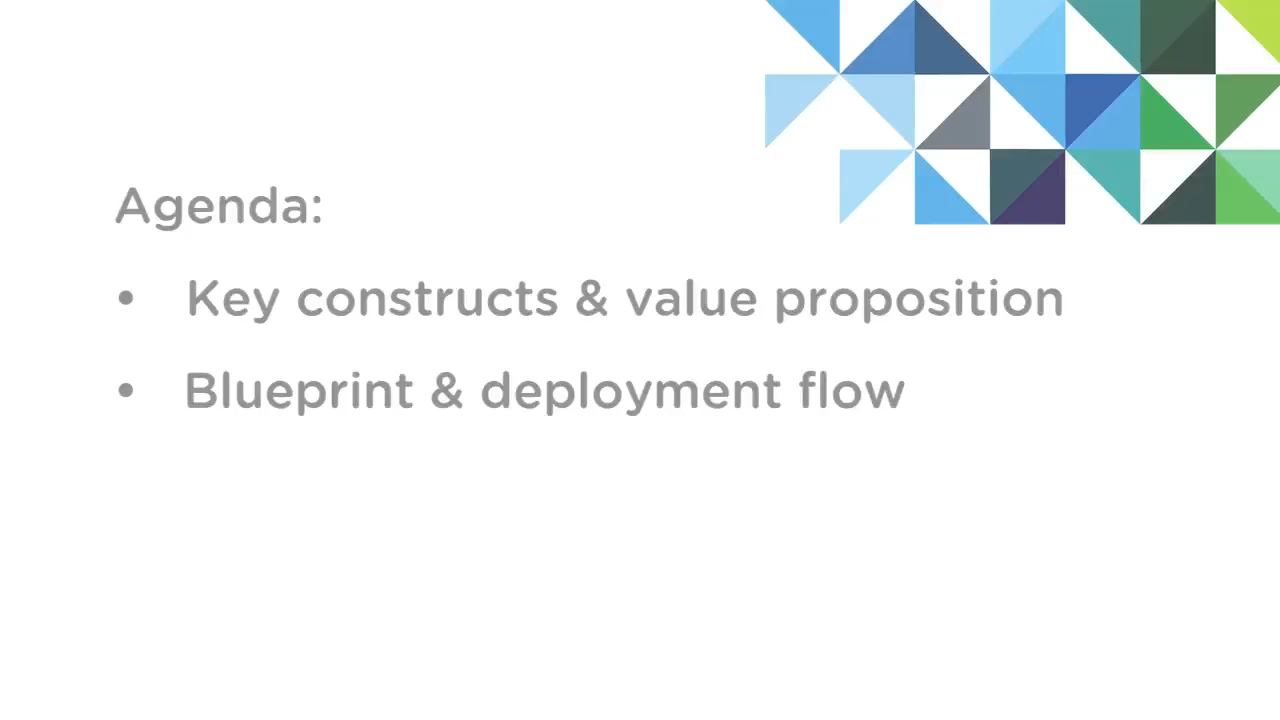 Agenda:
• Key constructs & value proposition
• Blueprint & deployment flow